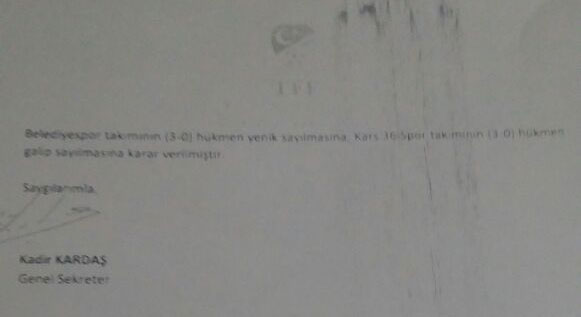 TFF
Belediyespor takımının (3-0) hükmen yenik sayılmasına, Kars 36 Spor takımının (3-0) hükmen
galip sayılmasına karar verilmiştir.
Saygılarımla,
Kadir KARDAŞ
Genel Sekreter